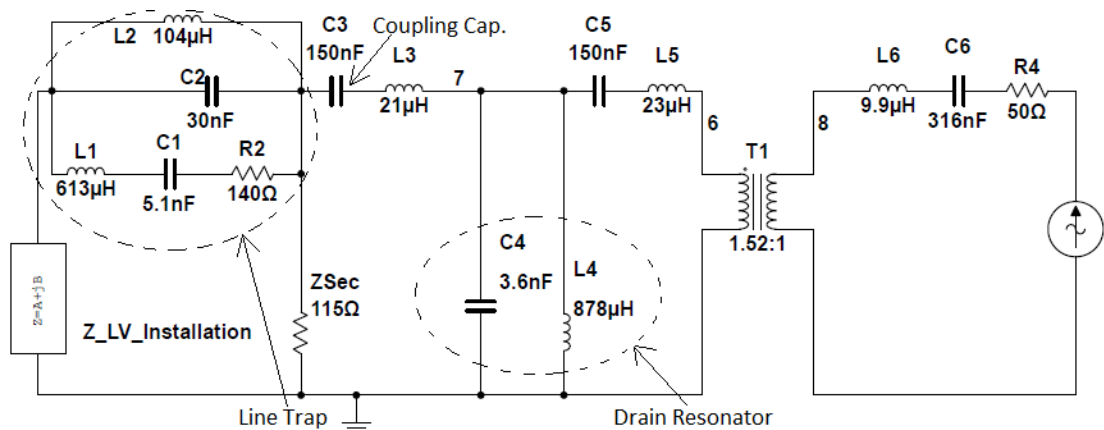 L2
104µH
C2
30nF
L1
613µH
C1
5.1nF
R2
140Ω
C3
150nF
Coupling Cap.
L3
21µH
7
C5
150nF
L5
23µH
6
L6
9.9µH
C6
316nF
R4
50Ω
8
T1
1.52:1
C4
3.6nF
L4
878µH
ZSec
115Ω
Z=A+jB
Z_LV_Installation
Line Trap
Drain Resonator